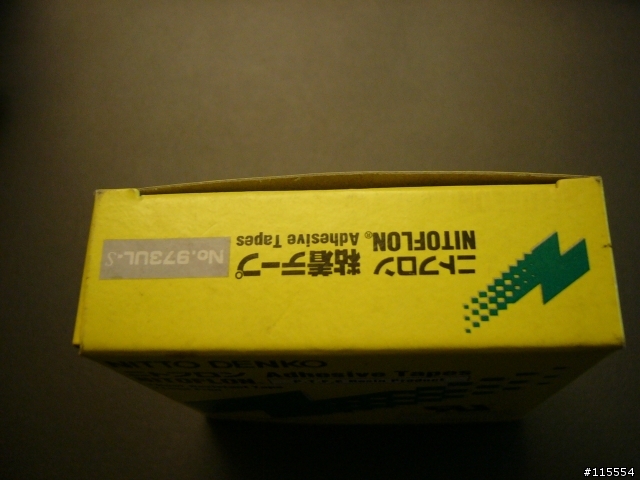 ニトフロン 粘着テープ
NITOFLON® Adhesive Tapes
No.973UL-S
NITTO DENKO
Adhesive Tapes
NITOFLON
#115554